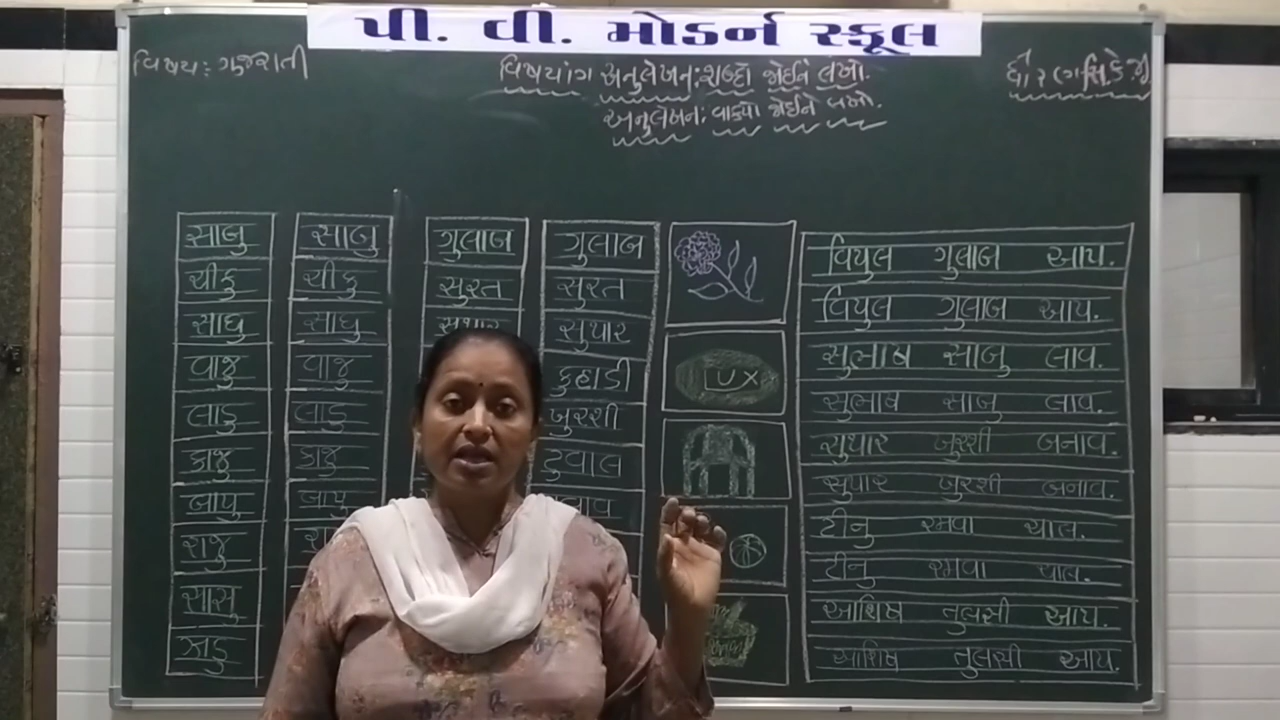 પી. વી. મોડર્ન સ્કૂલ
વિષય: ગુજરાતી
વિષયાંગ અનુલેખન: શબ્દો જોઈને લખો.
અનુલેખન: વાક્યો જોઈને લખો.
સાબુ સાબુ ગુલાબ ગુલાબ
ચીકુ ચીકુ સુરત સુરત
સાધુ સાધુ સુથાર સુથાર
વાજુ વાજુ કુહાડી
લાડુ લાડુ ખુરશી
કાજુ કાજુ ટુવાલ
બાપુ બાપુ
રાજુ
સાસુ
ઝાડુ
LUX
વિપુલ ગુલાબ આપ.
વિપુલ ગુલાબ આપ.
સુભાષ સાબુ લાવ.
સુભાષ સાબુ લાવ.
સુથાર ખુરશી બનાવ.
સુથાર ખુરશી બનાવ.
ટીનુ રમવા ચાલ.
ટીનુ રમવા ચાલ.
આશિષ તુલસી આપ.
આશિષ તુલસી આપ.